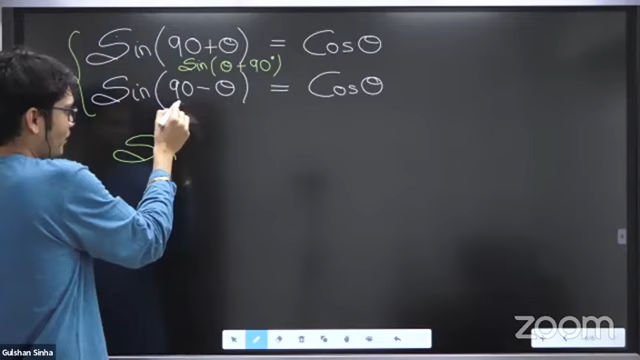 Sin(90+θ) = Cosθ
Sin(θ+90°)
Sin(90-θ) = Cosθ
S
zoom
Gulshan Sinha